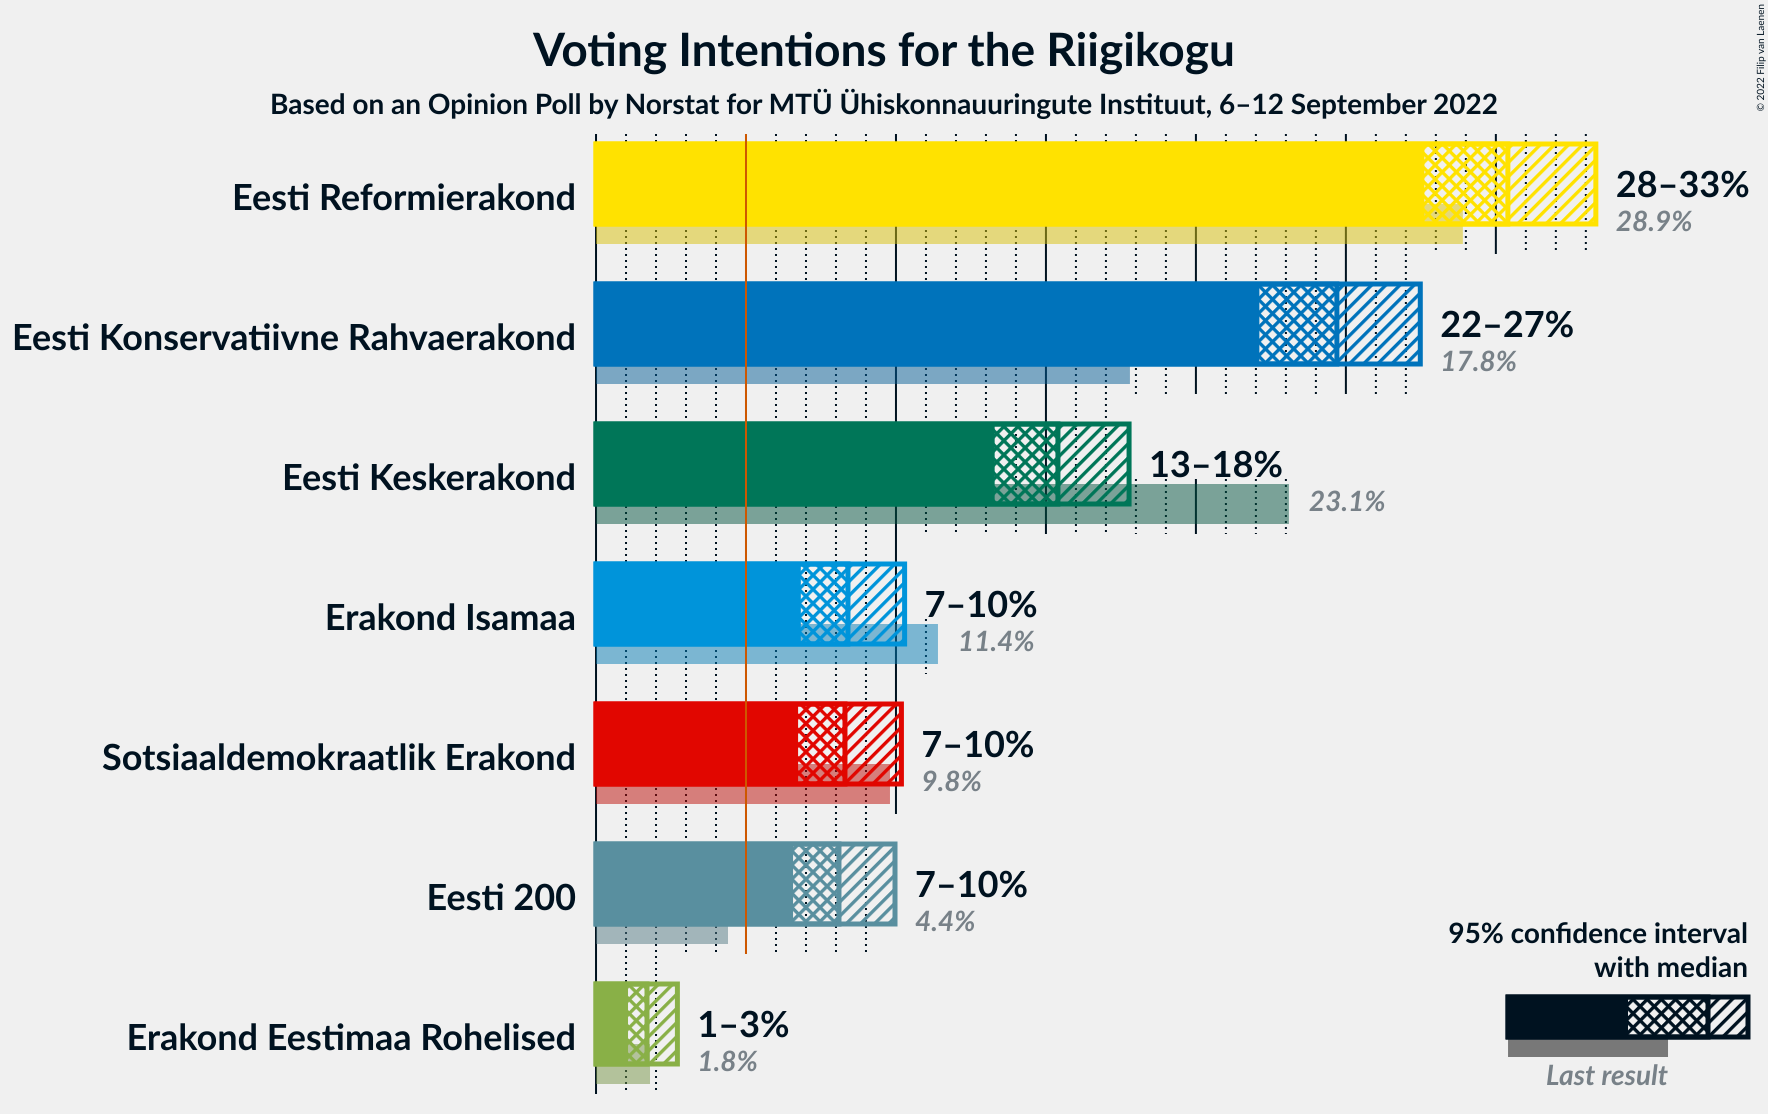 Voting Intentions for the Riigikogu
Based on an Opinion Poll by Norstat for MTÜ Ühiskonnauuringute Instituut, 6–12 September 2022
© 2022 Filip van Laenen
Eesti Reformierakond
28–33%
28.9%
Eesti Konservatiivne Rahvaerakond
22–27%
17.8%
Eesti Keskerakond
13–18%
23.1%
Erakond Isamaa
7–10%
11.4%
Sotsiaaldemokraatlik Erakond
7–10%
9.8%
Eesti 200
7–10%
4.4%
Erakond Eestimaa Rohelised
1–3%
1.8%
95% confidence interval
with median
Last result